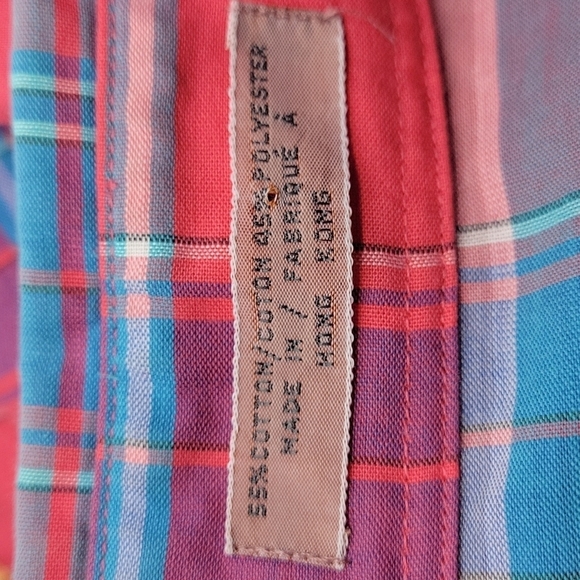 55%COTTON/COTON 45%POLYESTER
MADE IN / FABRIQUÉ À
HONG KONG